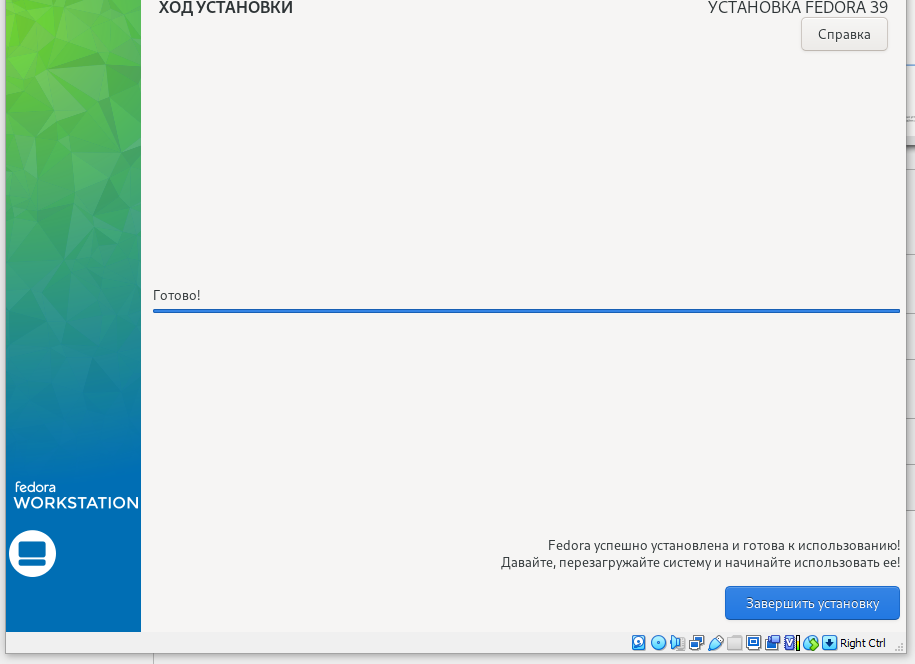 ХОД УСТАНОВКИ
УСТАНОВКА FEDORA 39
Справка
Готово!
fedora
WORKSTATION
Fedora успешно установлена и готова к использованию!
Давайте, перезагружайте систему и начинайте использовать ее!
Завершить установку
Right Ctrl